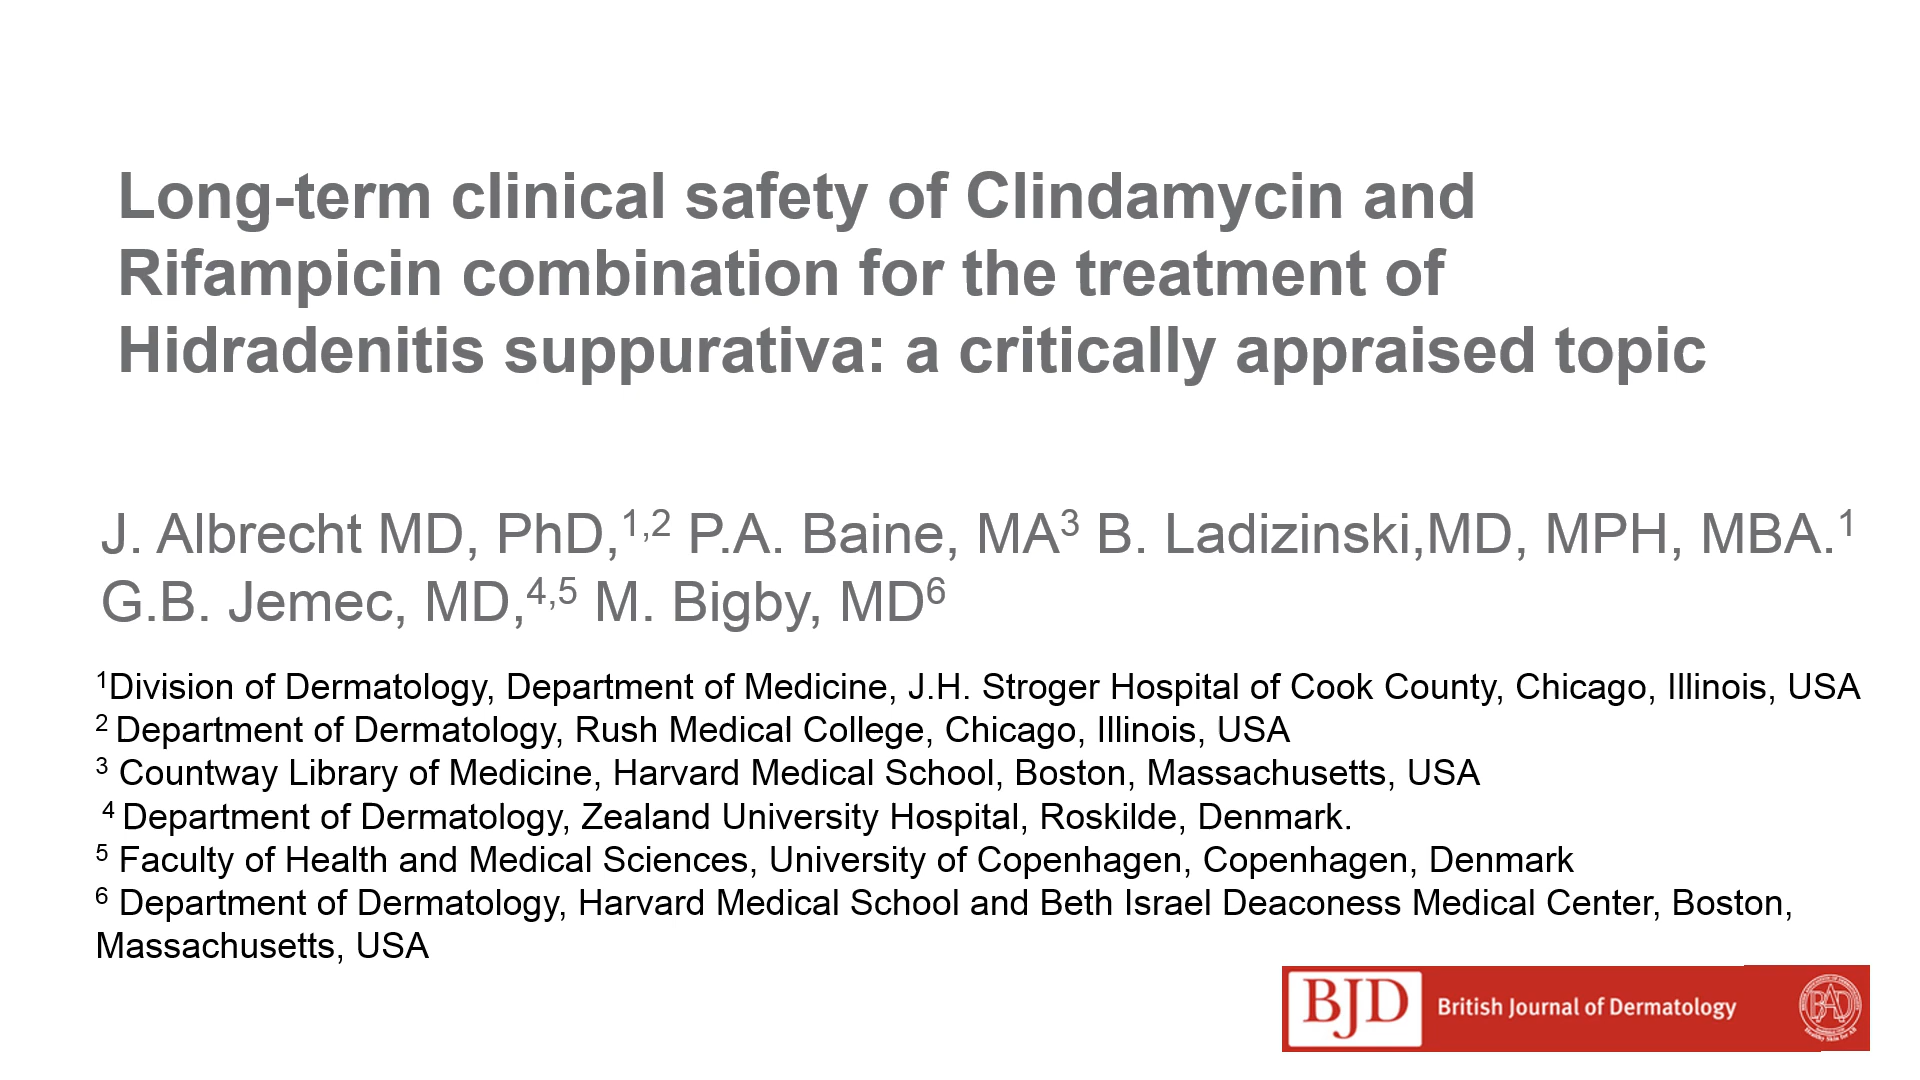 Long-term clinical safety of Clindamycin and
Rifampicin combination for the treatment of
Hidradenitis suppurativa: a critically appraised topic
J. Albrecht MD, PhD,1,2 P.A. Baine, MA3 B. Ladizinski,MD, MPH, MBA.1
G.B. Jemec, MD,4,5 M. Bigby, MD6
1Division of Dermatology, Department of Medicine, J.H. Stroger Hospital of Cook County, Chicago, Illinois, USA
2 Department of Dermatology, Rush Medical College, Chicago, Illinois, USA
3 Countway Library of Medicine, Harvard Medical School, Boston, Massachusetts, USA
4 Department of Dermatology, Zealand University Hospital, Roskilde, Denmark.
5 Faculty of Health and Medical Sciences, University of Copenhagen, Copenhagen, Denmark
6 Department of Dermatology, Harvard Medical School and Beth Israel Deaconess Medical Center, Boston,
Massachusetts, USA
BJD British Journal of Dermatology
BAD